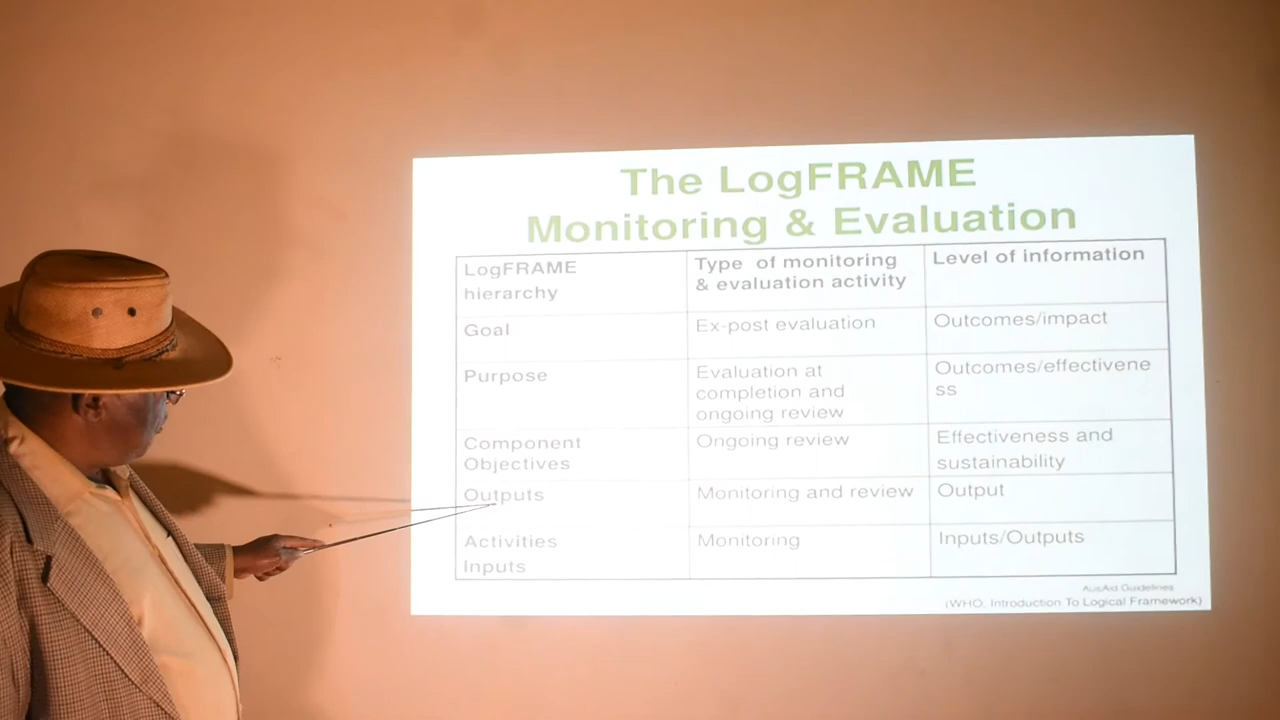 The LogFRAME
Monitoring & Evaluation
LogFRAME
hierarchy
Type of monitoring
& evaluation activity
Level of information
Goal
Ex-post evaluation
Outcomes/impact
Purpose
Evaluation at
completion and
ongoing review
Outcomes/effectivene
ss
Component
Objectives
Ongoing review
Effectiveness and
sustainability
Outputs
Monitoring and review
Output
Activities
Inputs
Monitoring
Inputs/Outputs
AusAid Guidelines
(WHO, Introduction To Logical Framework)